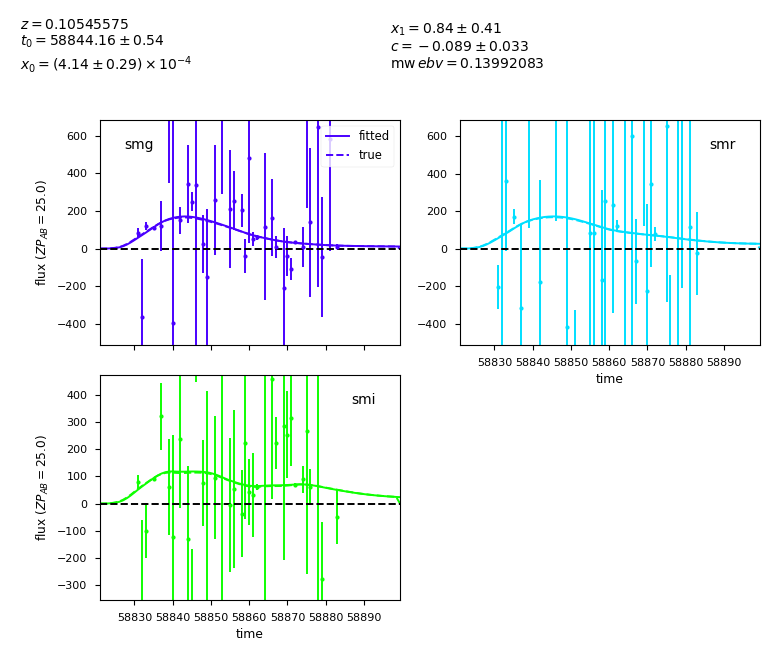 z = 0.10545575
t₀ = 58844.16 ± 0.54
x₀ = (4.14 ± 0.29) × 10⁻⁴
x₁ = 0.84 ± 0.41
c = −0.089 ± 0.033
mw ebv = 0.13992083
smg
fitted
true
600
400
200
0
−200
−400
flux (ZP_AB = 25.0)
smr
600
400
200
0
−200
−400
58830 58840 58850 58860 58870 58880 58890
time
smi
400
300
200
100
0
−100
−200
−300
flux (ZP_AB = 25.0)
58830 58840 58850 58860 58870 58880 58890
time